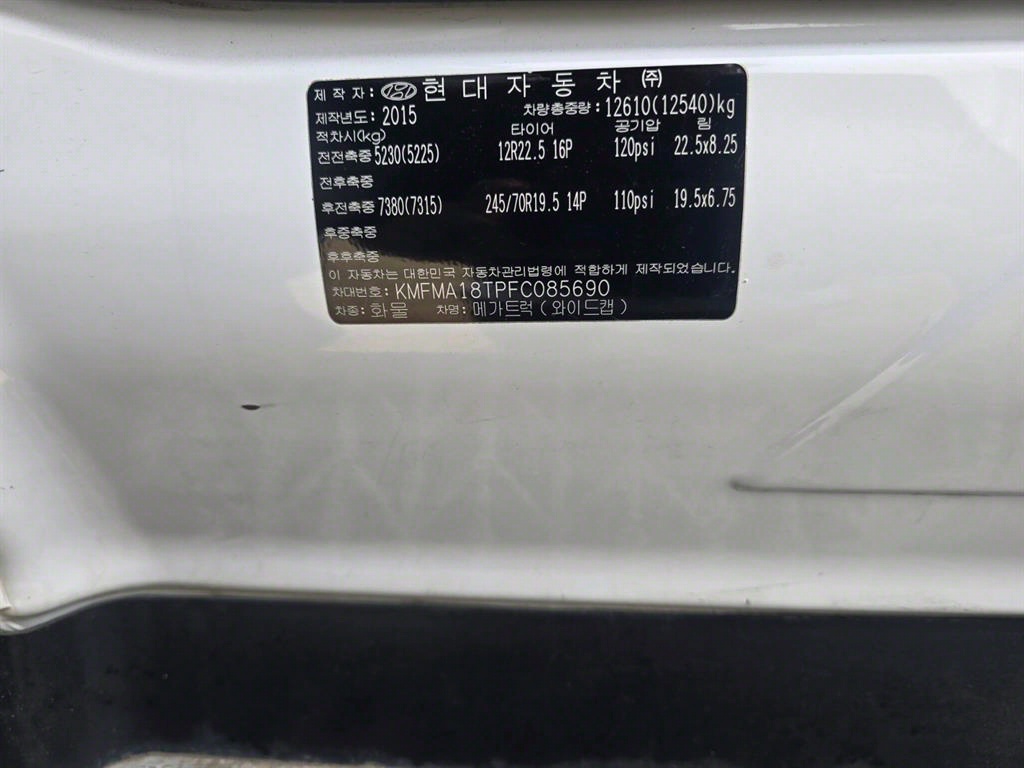 제 작 자: 현 대 자 동 차 ㈜
제작년도: 2015 차량총중량: 12610(12540)kg
적차시(kg) 타이어 공기압 림
전전축중 5230(5225) 12R22.5 16P 120psi 22.5x8.25
전후축중
후전축중 7380(7315) 245/70R19.5 14P 110psi 19.5x6.75
후중축중
후후축중
이 자동차는 대한민국 자동차관리법령에 적합하게 제작되었습니다.
차대번호: KMFMA18TPFC085690
차종: 화물 차명: 메가트럭(와이드캡)